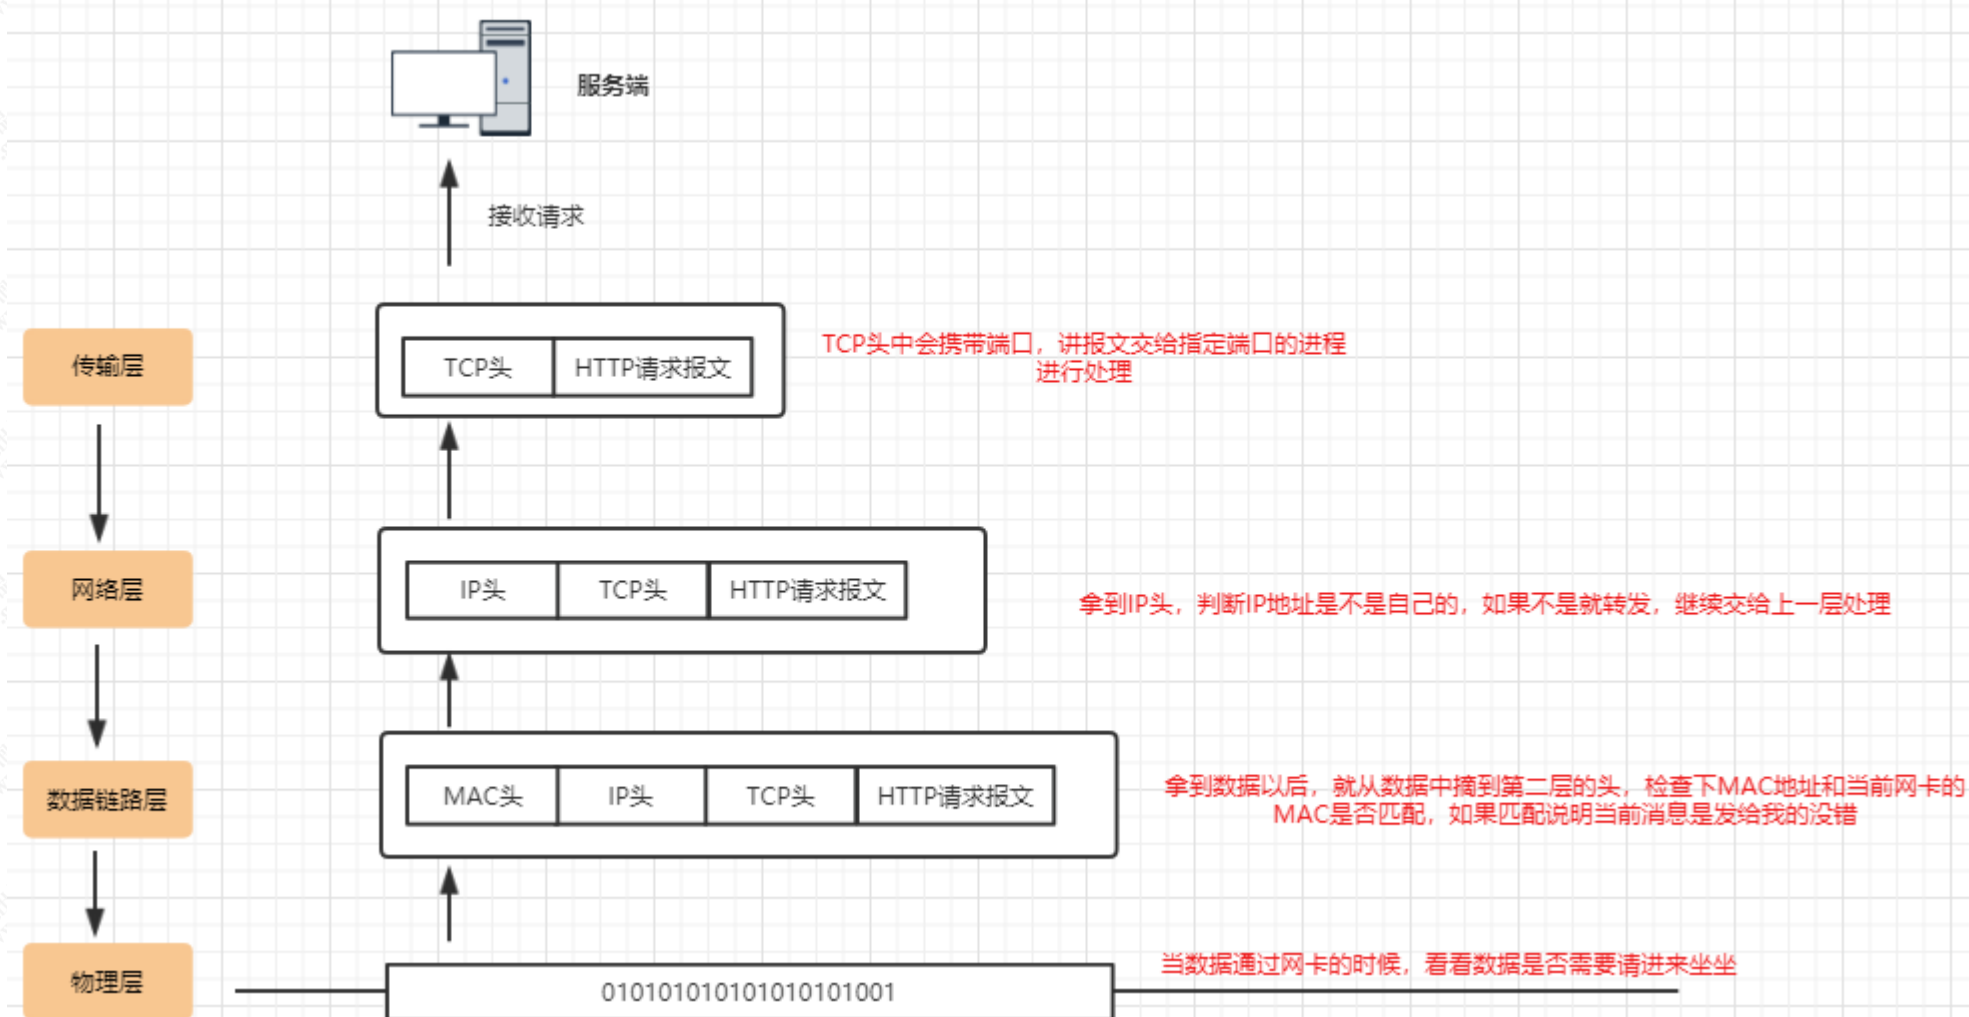 服务端
接收请求
传输层
TCP头
HTTP请求报文
TCP头中会携带端口，讲报文交给指定端口的进程
进行处理
网络层
IP头
TCP头
HTTP请求报文
拿到IP头，判断IP地址是不是自己的，如果不是就转发，继续交给上一层处理
数据链路层
MAC头
IP头
TCP头
HTTP请求报文
拿到数据以后，就从数据中摘到第二层的头，检查下MAC地址和当前网卡的
MAC是否匹配，如果匹配说明当前消息是发给我的没错
物理层
010101010101010101001
当数据通过网卡的时候，看看数据是否需要请进来坐坐